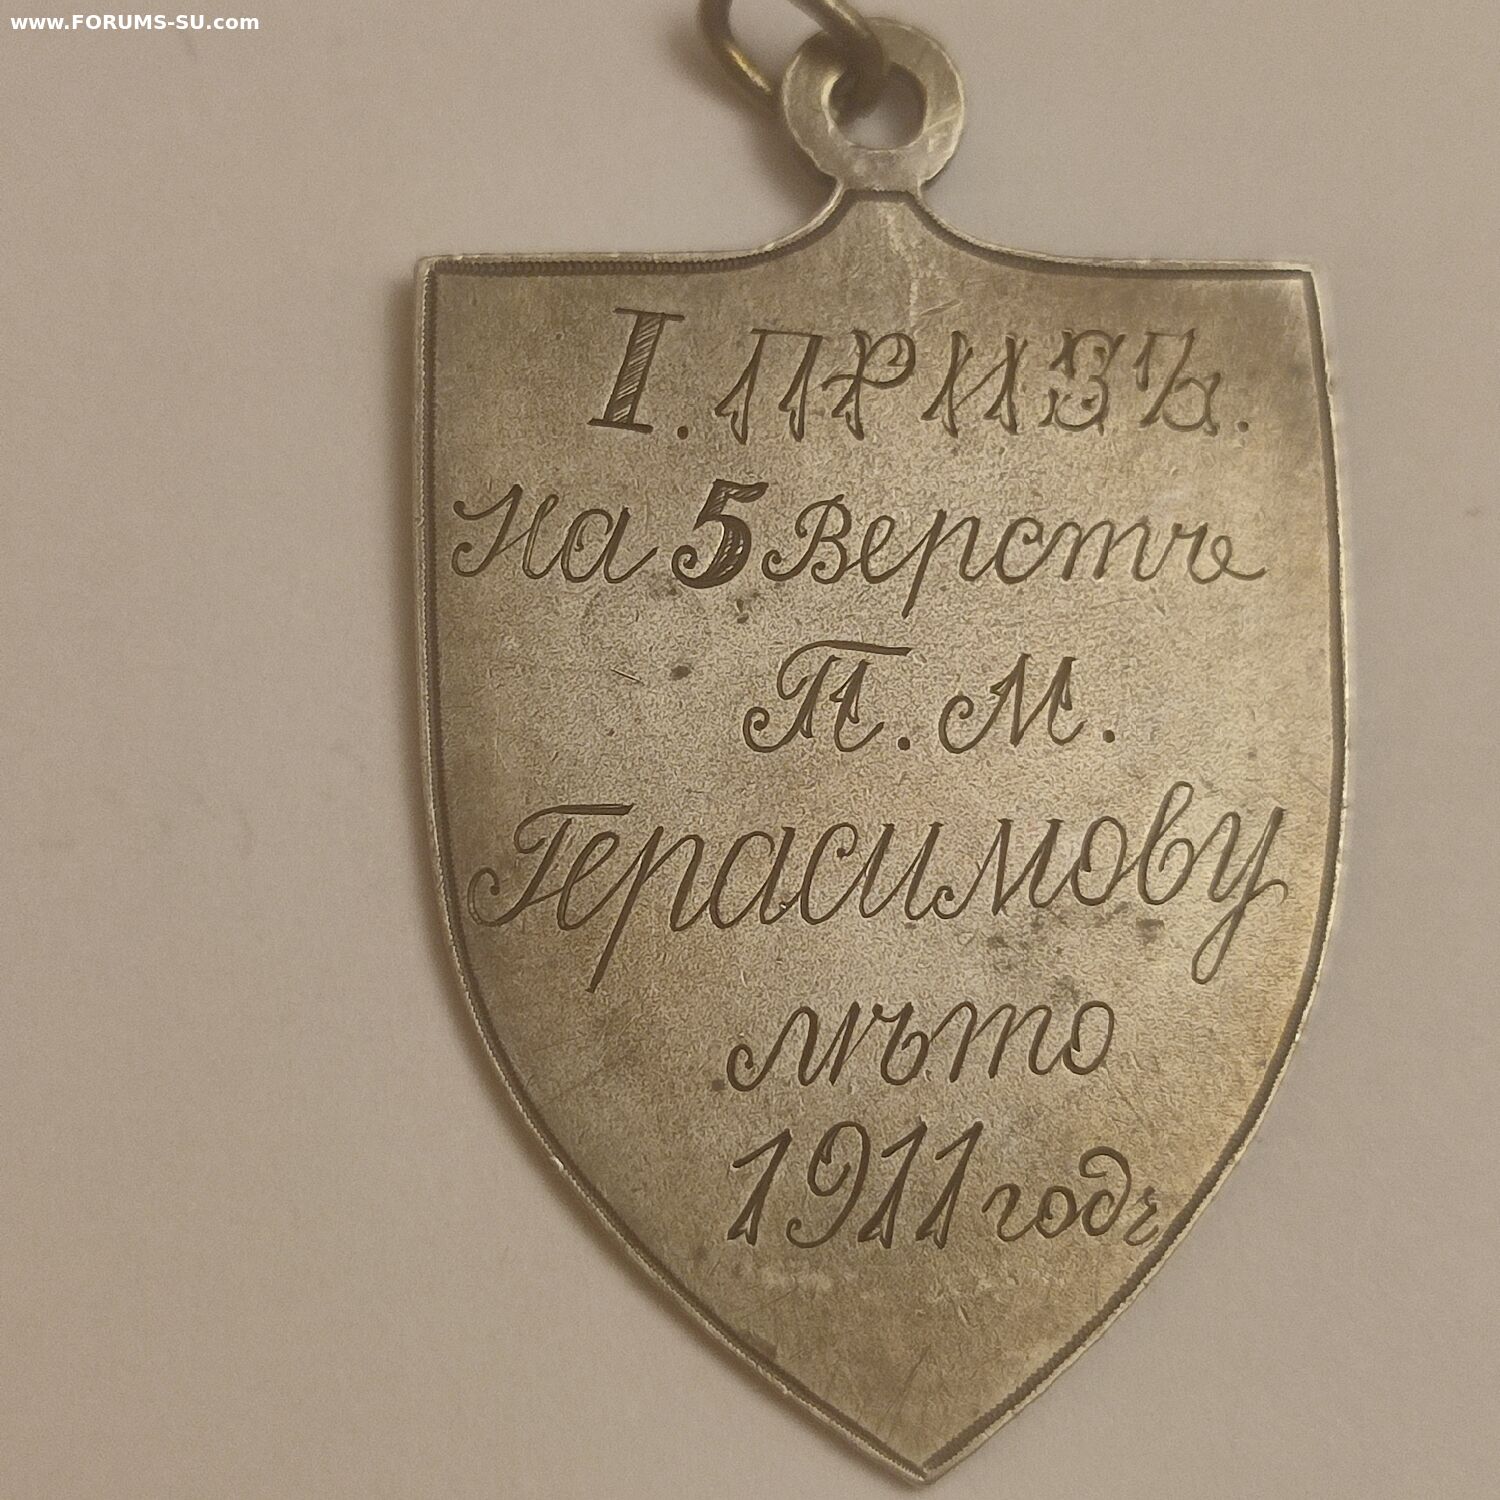 www.FORUMS-SU.com
I. ПРИЗЪ.
На 5 Верстъ
П. М.
Герасимову
лѣто
1911 годъ